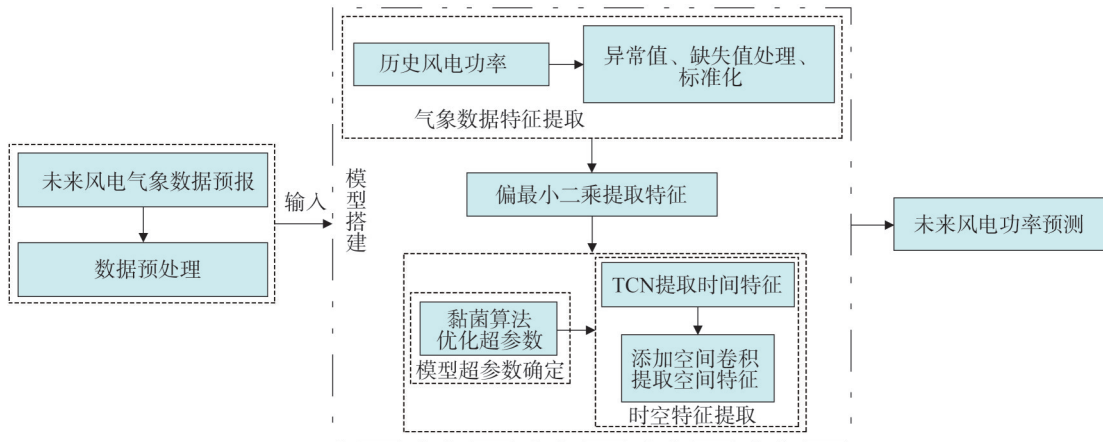 未来风电气象数据预报
数据预处理
输入
模型搭建
历史风电功率
异常值、缺失值处理、
标准化
气象数据特征提取
偏最小二乘提取特征
黏菌算法
优化超参数
模型超参数确定
TCN提取时间特征
添加空间卷积
提取空间特征
时空特征提取
未来风电功率预测